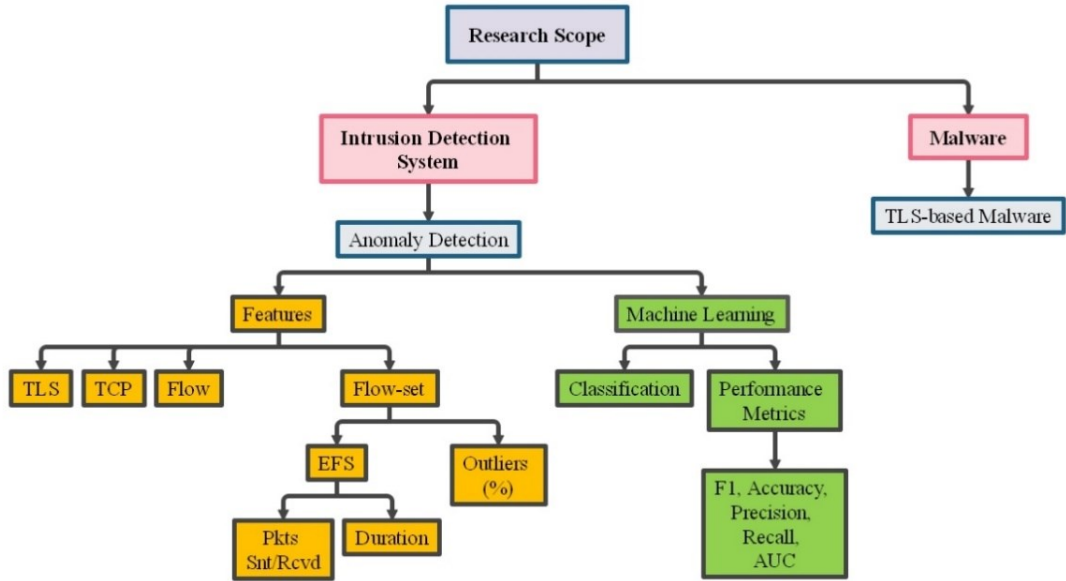 Research Scope
Intrusion Detection
System
Malware
TLS-based Malware
Anomaly Detection
Features
Machine Learning
TLS
TCP
Flow
Flow-set
Classification
Performance
Metrics
EFS
Outliers
(%)
F1, Accuracy,
Precision,
Recall,
AUC
Pkts
Snt/Rcvd
Duration